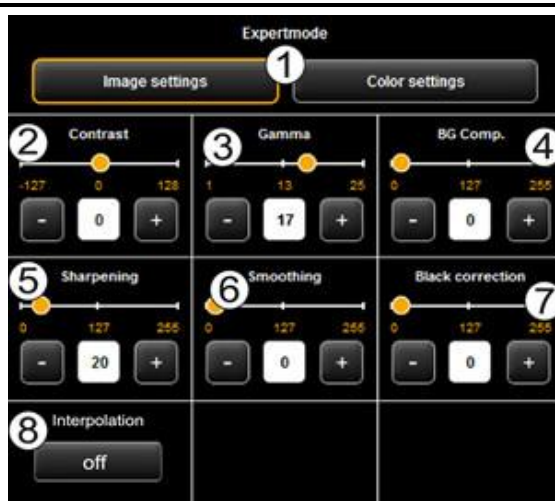 Expertmode
Image settings 1 Color settings
2 Contrast 3 Gamma BG Comp. 4
-127 0 128 1 13 25 0 127 255
- 0 + - 17 + - 0 +
5 Sharpening 6 Smoothing Black correction 7
0 127 255 0 127 255 0 127 255
- 20 + - 0 + - 0 +
8 Interpolation
off